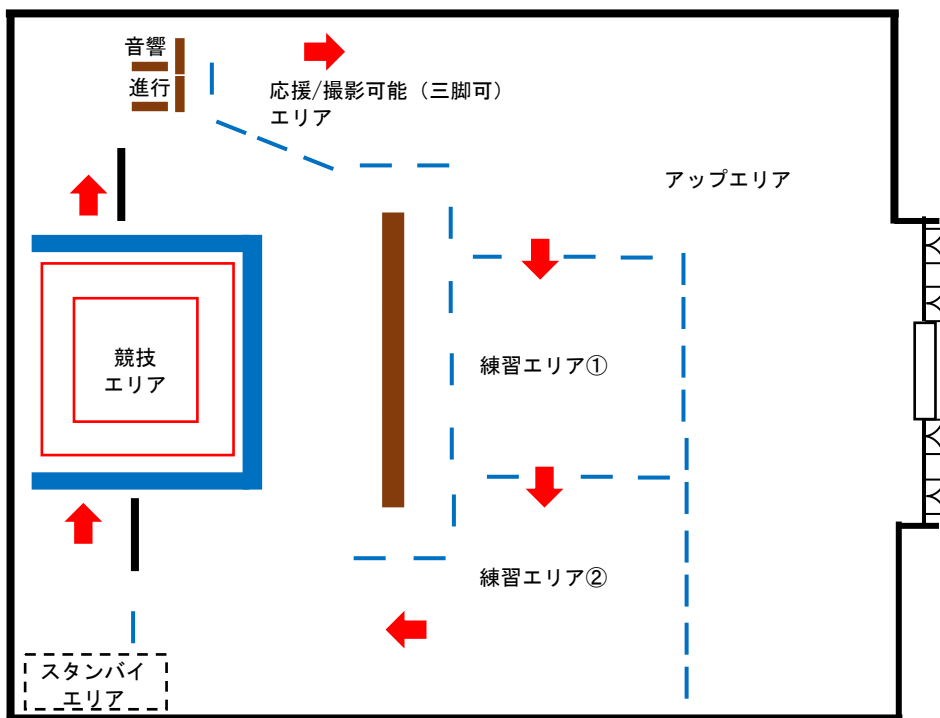 音響
進行
応援/撮影可能（三脚可）
エリア
アップエリア
競技
エリア
練習エリア①
練習エリア②
スタンバイ
エリア